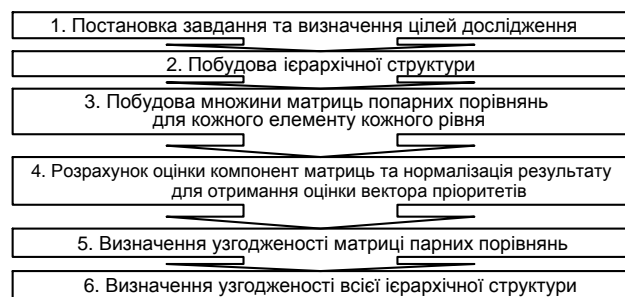 1. Постановка завдання та визначення цілей дослідження
2. Побудова ієрархічної структури
3. Побудова множини матриць попарних порівнянь
для кожного елементу кожного рівня
4. Розрахунок оцінки компонент матриць та нормалізація результату
для отримання оцінки вектора пріоритетів
5. Визначення узгодженості матриці парних порівнянь
6. Визначення узгодженості всієї ієрархічної структури